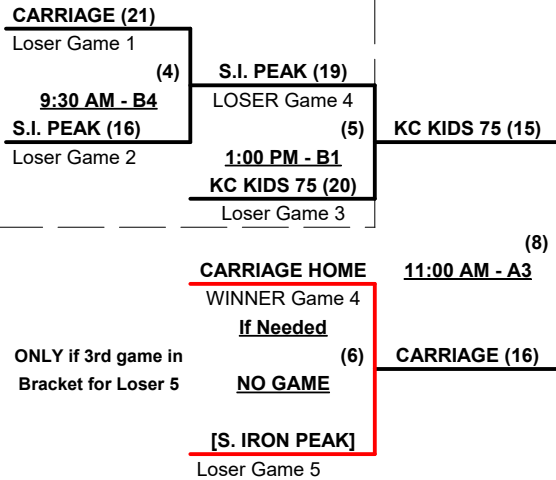 CARRIAGE (21)
Loser Game 1
(4)
9:30 AM - B4
S.I. PEAK (16)
Loser Game 2
S.I. PEAK (19)
LOSER Game 4
(5)
1:00 PM - B1
KC KIDS 75 (20)
Loser Game 3
KC KIDS 75 (15)
(8)
11:00 AM - A3
CARRIAGE HOME
WINNER Game 4
If Needed
(6)
NO GAME
ONLY if 3rd game in
Bracket for Loser 5
[S. IRON PEAK]
Loser Game 5
CARRIAGE (16)